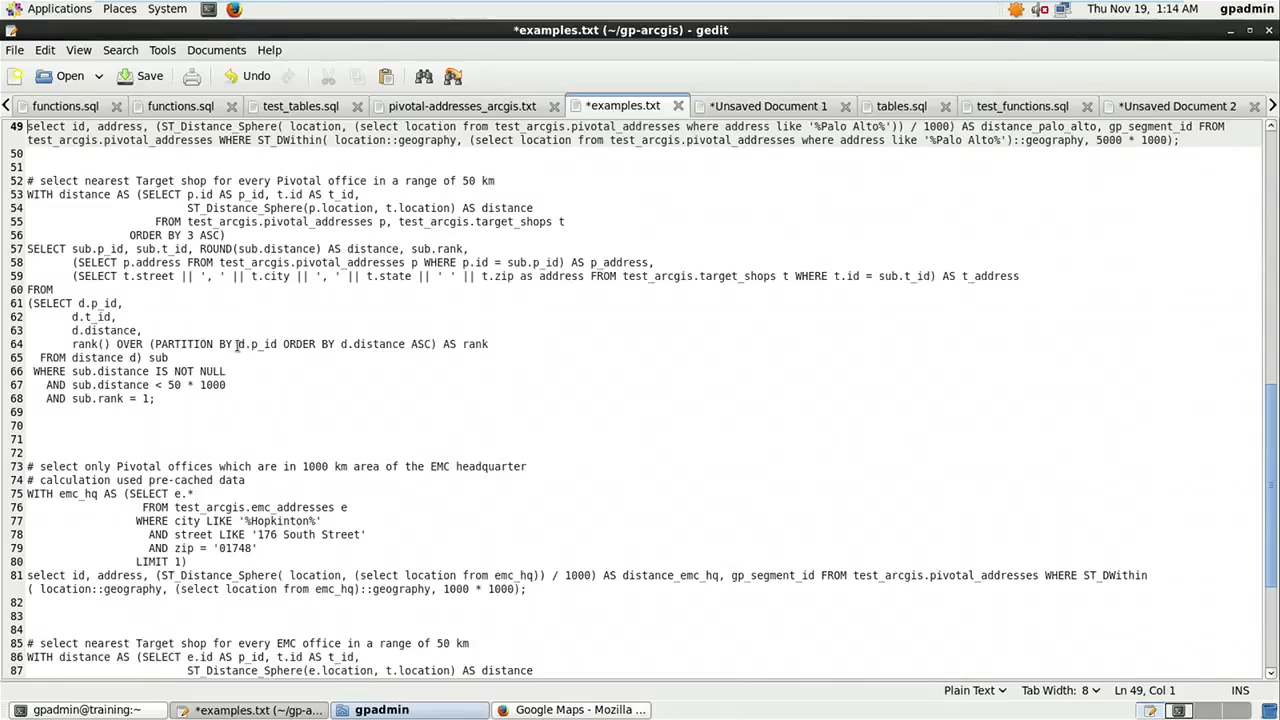 Applications Places System Thu Nov 19, 1:14 AM gpadmin
*examples.txt (~/gp-arcgis) - gedit
File Edit View Search Tools Documents Help
Open Save Undo
functions.sql functions.sql test_tables.sql pivotal-addresses_arcgis.txt *examples.txt *Unsaved Document 1 tables.sql test_functions.sql *Unsaved Document 2
49 select id, address, (ST_Distance_Sphere( location, (select location from test_arcgis.pivotal_addresses where address like '%Palo Alto%')) / 1000) AS distance_palo_alto, gp_segment_id FROM
test_arcgis.pivotal_addresses WHERE ST_DWithin( location::geography, (select location from test_arcgis.pivotal_addresses where address like '%Palo Alto%')::geography, 5000 * 1000);
50
51
52 # select nearest Target shop for every Pivotal office in a range of 50 km
53 WITH distance AS (SELECT p.id AS p_id, t.id AS t_id,
54 ST_Distance_Sphere(p.location, t.location) AS distance
55 FROM test_arcgis.pivotal_addresses p, test_arcgis.target_shops t
56 ORDER BY 3 ASC)
57 SELECT sub.p_id, sub.t_id, ROUND(sub.distance) AS distance, sub.rank,
58 (SELECT p.address FROM test_arcgis.pivotal_addresses p WHERE p.id = sub.p_id) AS p_address,
59 (SELECT t.street || ', ' || t.city || ', ' || t.state || ' ' || t.zip as address FROM test_arcgis.target_shops t WHERE t.id = sub.t_id) AS t_address
60 FROM
61 (SELECT d.p_id,
62 d.t_id,
63 d.distance,
64 rank() OVER (PARTITION BY d.p_id ORDER BY d.distance ASC) AS rank
65 FROM distance d) sub
66 WHERE sub.distance IS NOT NULL
67 AND sub.distance < 50 * 1000
68 AND sub.rank = 1;
69
70
71
72
73 # select only Pivotal offices which are in 1000 km area of the EMC headquarter
74 # calculation used pre-cached data
75 WITH emc_hq AS (SELECT e.*
76 FROM test_arcgis.emc_addresses e
77 WHERE city LIKE '%Hopkinton%'
78 AND street LIKE '176 South Street'
79 AND zip = '01748'
80 LIMIT 1)
81 select id, address, (ST_Distance_Sphere( location, (select location from emc_hq)) / 1000) AS distance_emc_hq, gp_segment_id FROM test_arcgis.pivotal_addresses WHERE ST_DWithin
( location::geography, (select location from emc_hq)::geography, 1000 * 1000);
82
83
84
85 # select nearest Target shop for every EMC office in a range of 50 km
86 WITH distance AS (SELECT e.id AS p_id, t.id AS t_id,
87 ST_Distance_Sphere(e.location, t.location) AS distance
Plain Text Tab Width: 8 Ln 49, Col 1 INS
gpadmin@training:~ *examples.txt (~/gp-a... gpadmin Google Maps - Mozilla ...